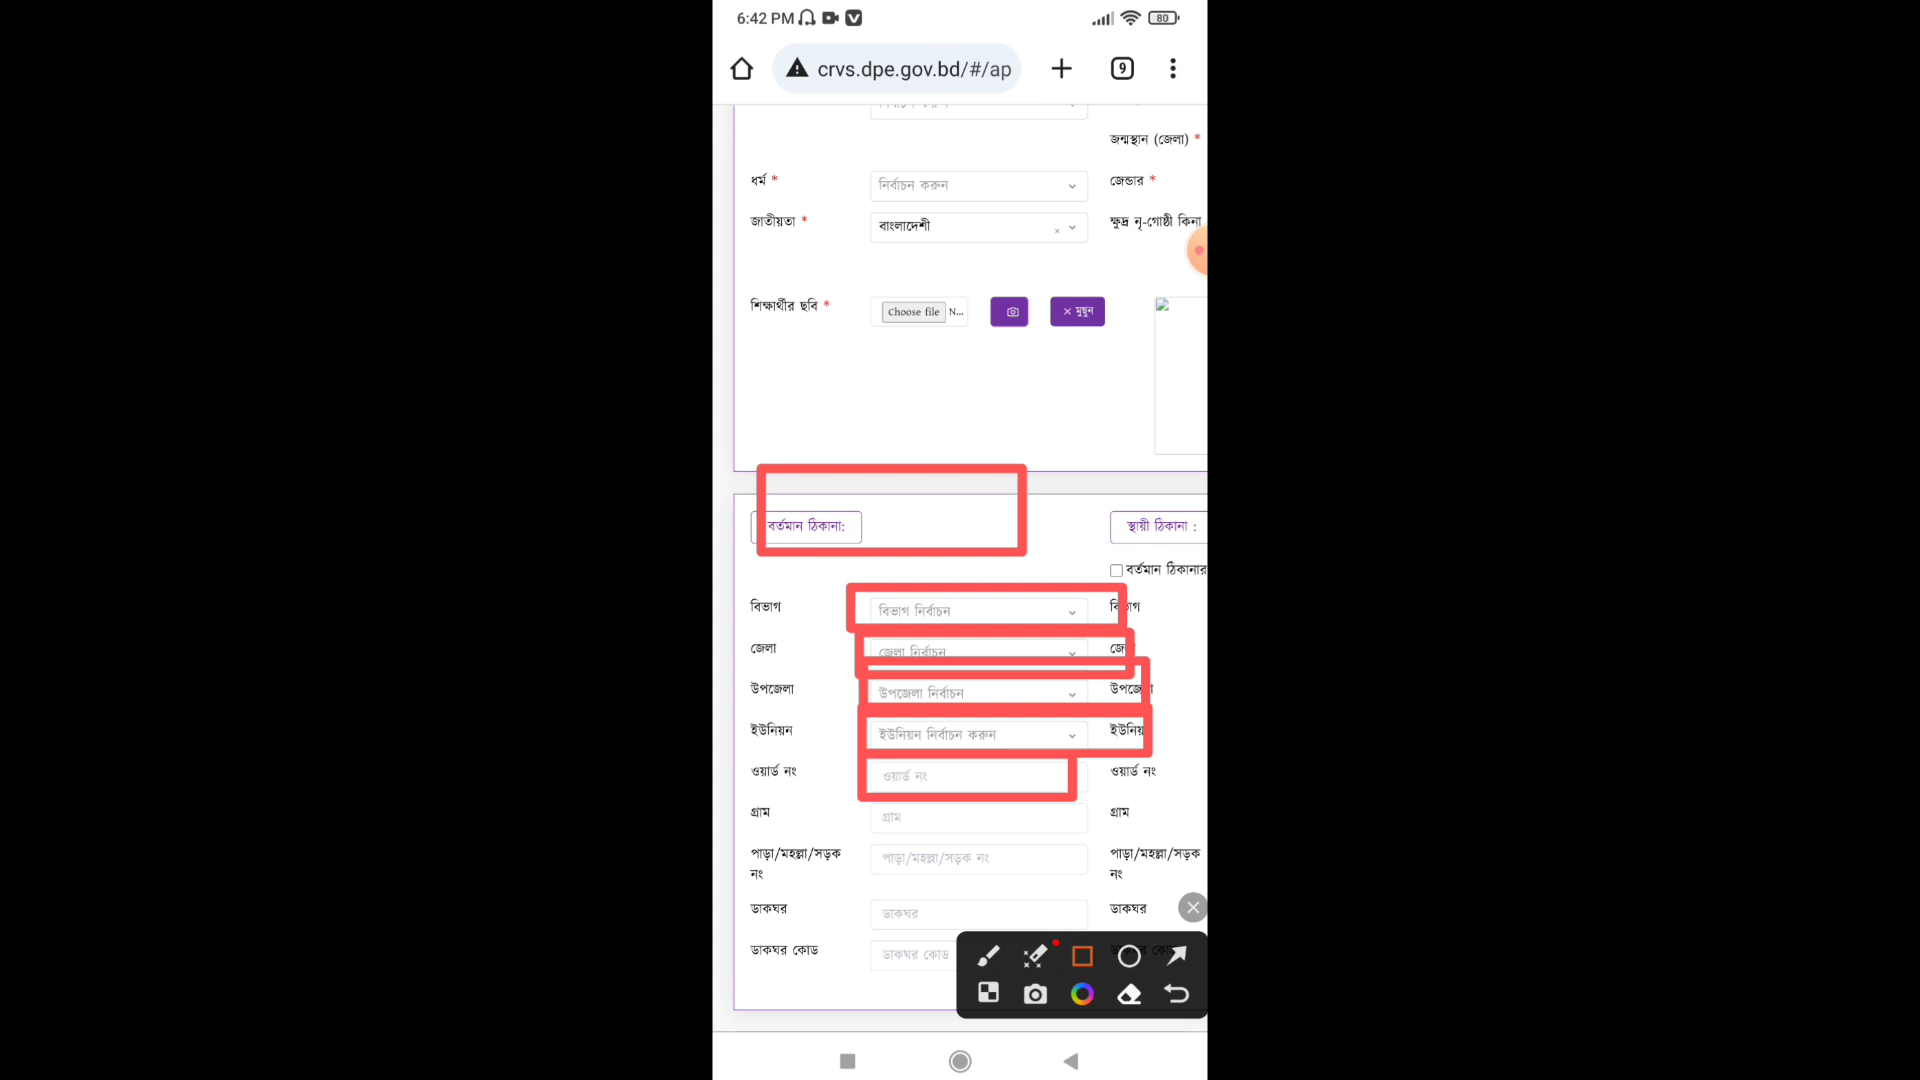 6:42 PM
80
crvs.dpe.gov.bd/#/ap
9
জন্মস্থান (জেলা) *
ধর্ম *
নির্বাচন করুন
জেন্ডার *
জাতীয়তা *
বাংলাদেশী
×
ক্ষুদ্র নৃ-গোষ্ঠী কিনা
শিক্ষার্থীর ছবি *
Choose file N...
× মুছুন
বর্তমান ঠিকানা:
স্থায়ী ঠিকানা :
বর্তমান ঠিকানার
বিভাগ
বিভাগ নির্বাচন
বিভাগ
জেলা
জেলা নির্বাচন
উপজেলা
উপজেলা নির্বাচন
উপজেলা
ইউনিয়ন
ইউনিয়ন নির্বাচন করুন
ওয়ার্ড নং
ওয়ার্ড নং
ওয়ার্ড নং
গ্রাম
গ্রাম
গ্রাম
পাড়া/মহল্লা/সড়ক
নং
পাড়া/মহল্লা/সড়ক নং
পাড়া/মহল্লা/সড়ক
নং
ডাকঘর
ডাকঘর
ডাকঘর
ডাকঘর কোড
ডাকঘর কোড